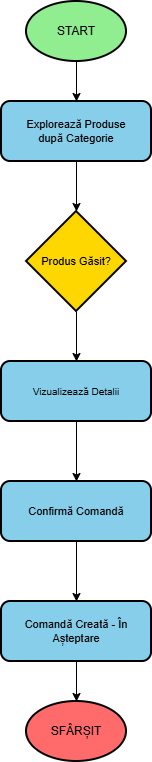 START
Explorează Produse
după Categorie
Produs Găsit?
Vizualizează Detalii
Confirmă Comandă
Comandă Creată - În
Așteptare
SFÂRȘIT